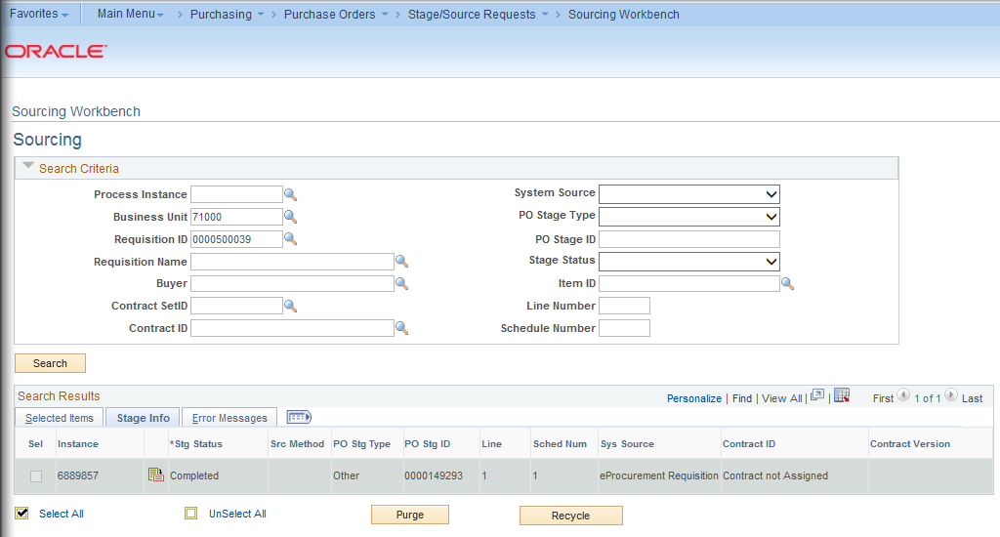 Favorites Main Menu > Purchasing > Purchase Orders > Stage/Source Requests > Sourcing Workbench
ORACLE
Sourcing Workbench
Sourcing
Search Criteria
Process Instance System Source
Business Unit 71000 PO Stage Type
Requisition ID 0000500039 PO Stage ID
Requisition Name Stage Status
Buyer Item ID
Contract SetID Line Number
Contract ID Schedule Number
Search
Search Results Personalize | Find | View All | | First 1 of 1 Last
Selected Items Stage Info Error Messages
Sel Instance *Stg Status Src Method PO Stg Type PO Stg ID Line Sched Num Sys Source Contract ID Contract Version
6889857 Completed Other 0000149293 1 1 eProcurement Requisition Contract not Assigned
Select All UnSelect All Purge Recycle